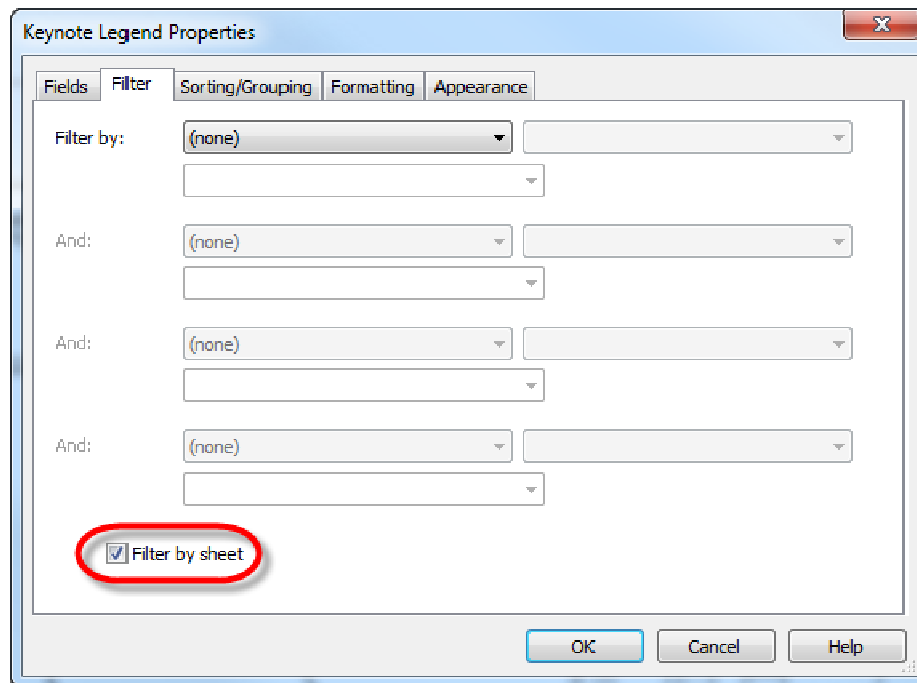 Keynote Legend Properties
Fields Filter Sorting/Grouping Formatting Appearance
Filter by: (none)
And: (none)
And: (none)
And: (none)
Filter by sheet
OK Cancel Help